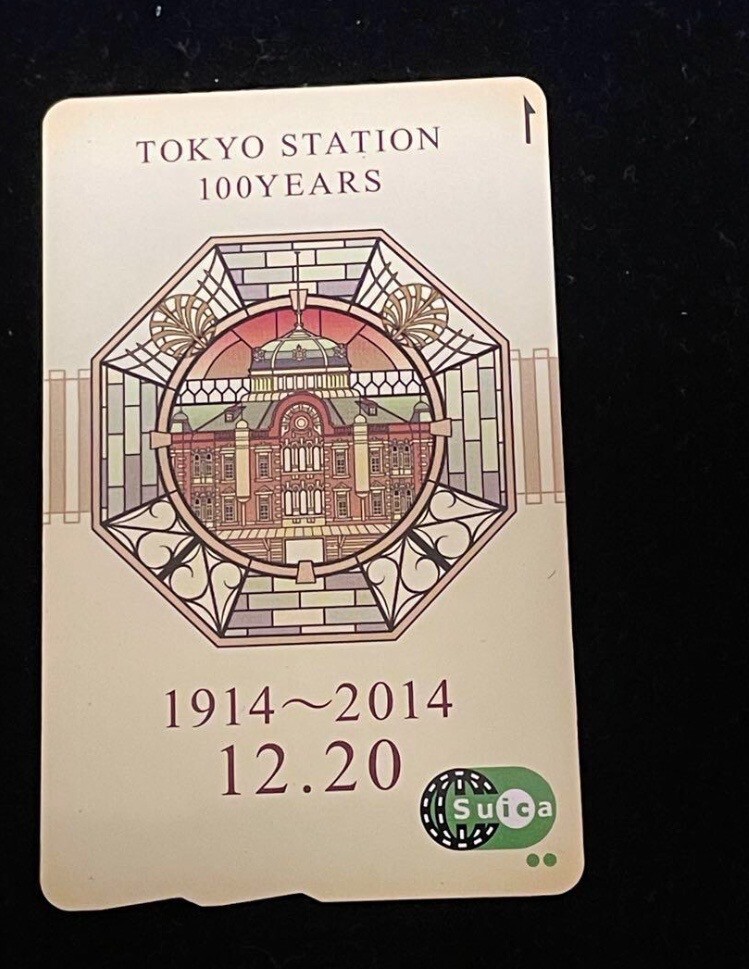 TOKYO STATION
100YEARS
1914～2014
12.20
Suica